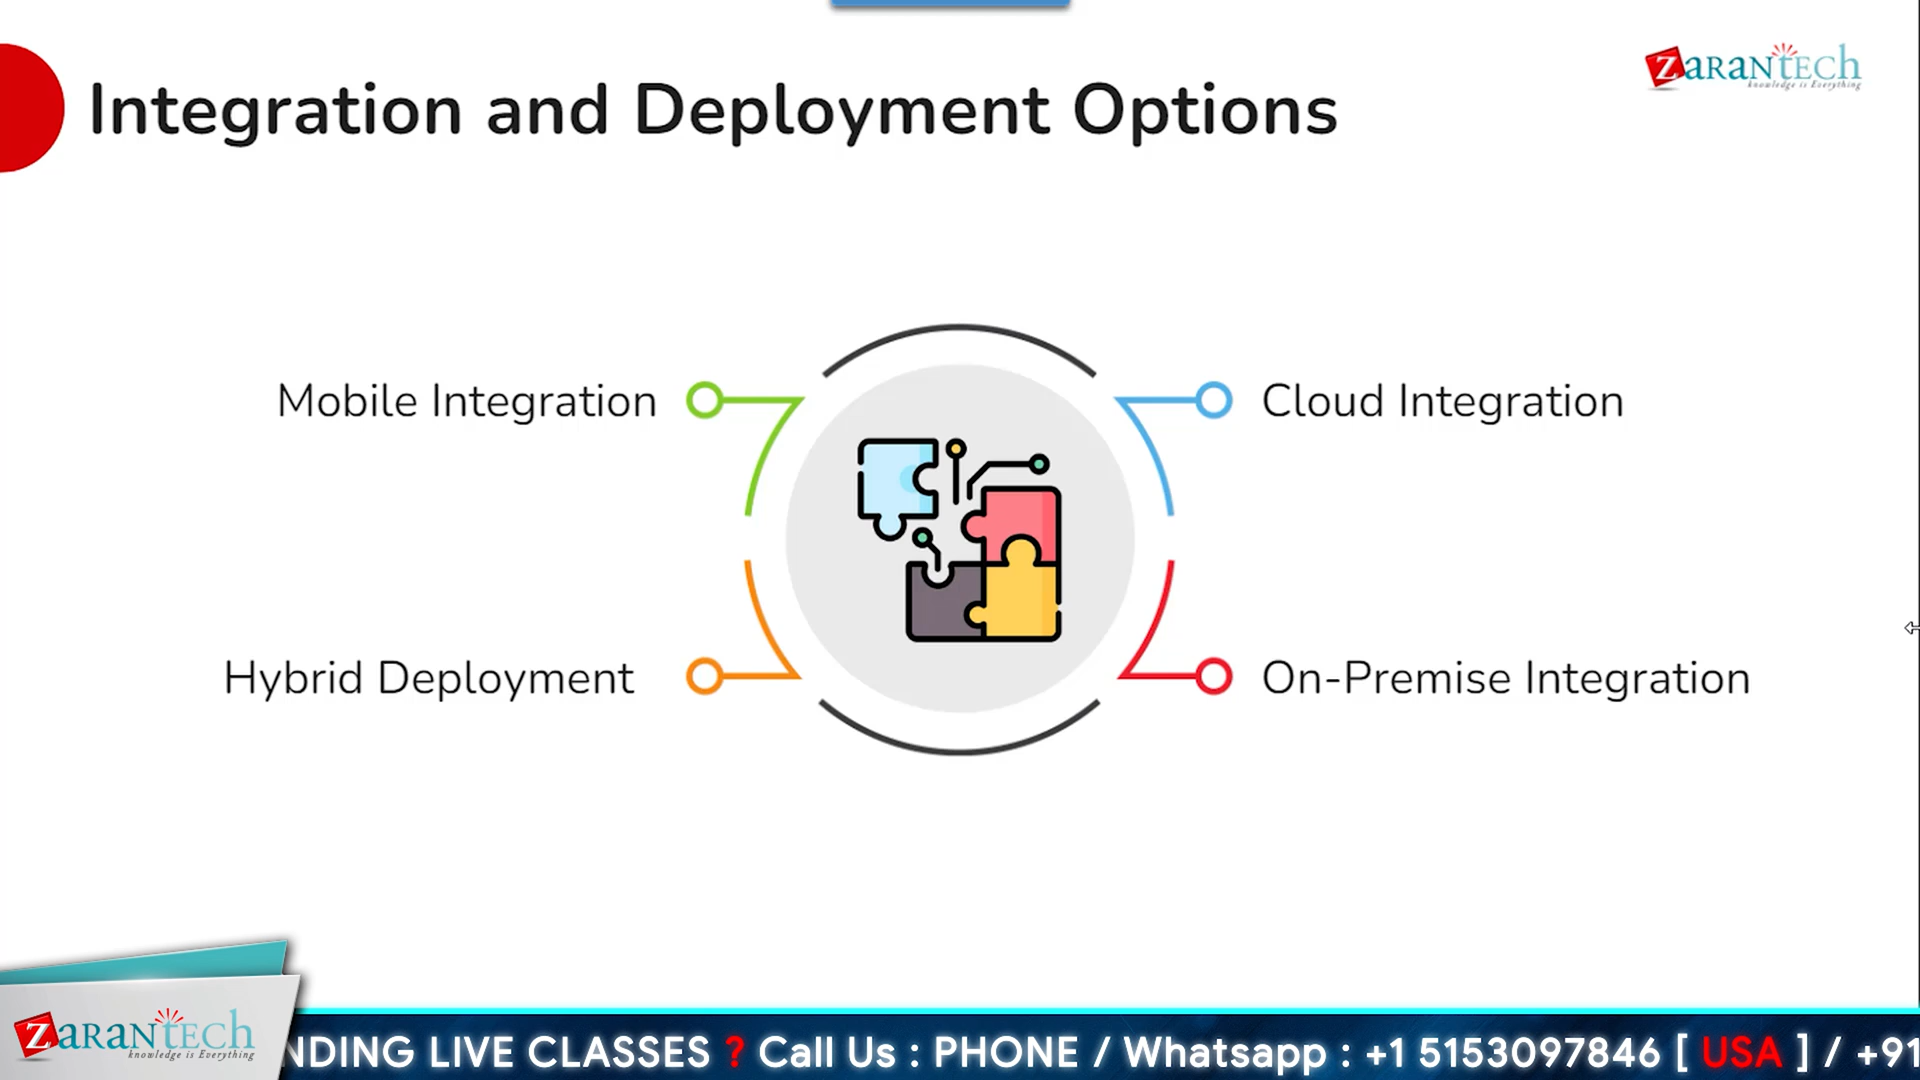 Integration and Deployment Options
ZARANTECH
knowledge is Everything
Mobile Integration
Cloud Integration
Hybrid Deployment
On-Premise Integration
ZARANTECH
knowledge is Everything
NDING LIVE CLASSES ? Call Us : PHONE / Whatsapp : +1 5153097846 [ USA ] / +91